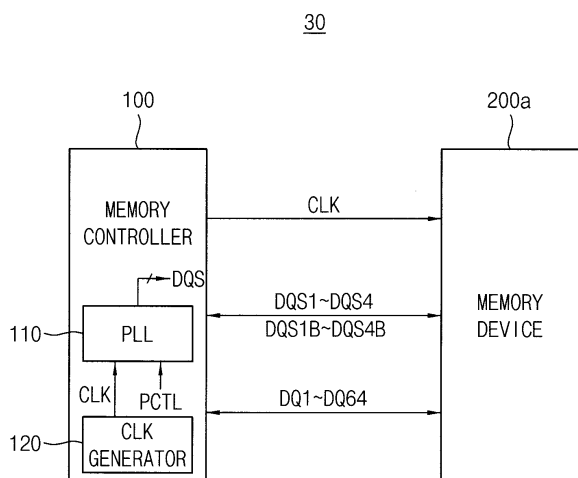 30
100
200a
MEMORY
CONTROLLER
CLK
DQS
DQS1~DQS4
DQS1B~DQS4B
MEMORY
DEVICE
110
PLL
CLK
PCTL
DQ1~DQ64
120
CLK
GENERATOR